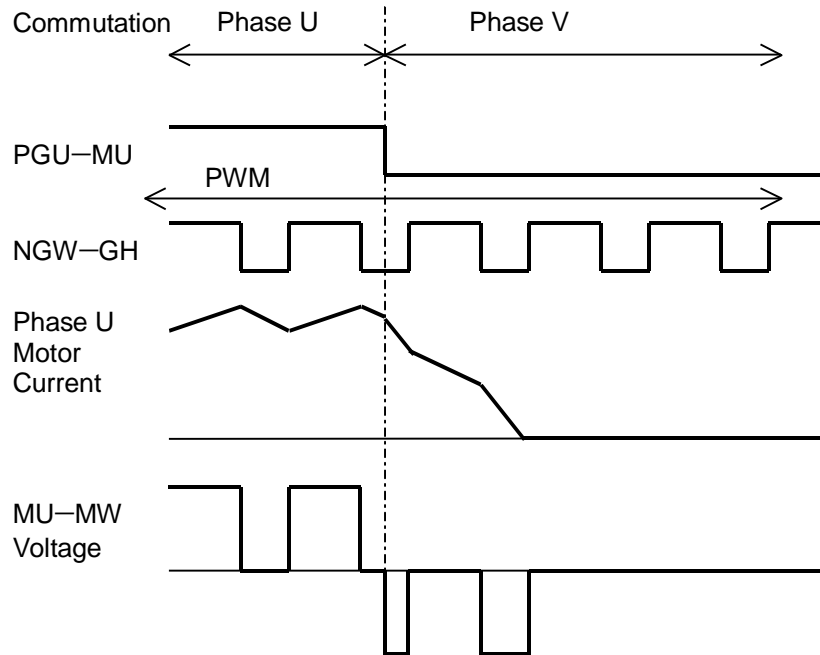 Commutation
Phase U
Phase V
PGU—MU
PWM
NGW—GH
Phase U
Motor
Current
MU—MW
Voltage